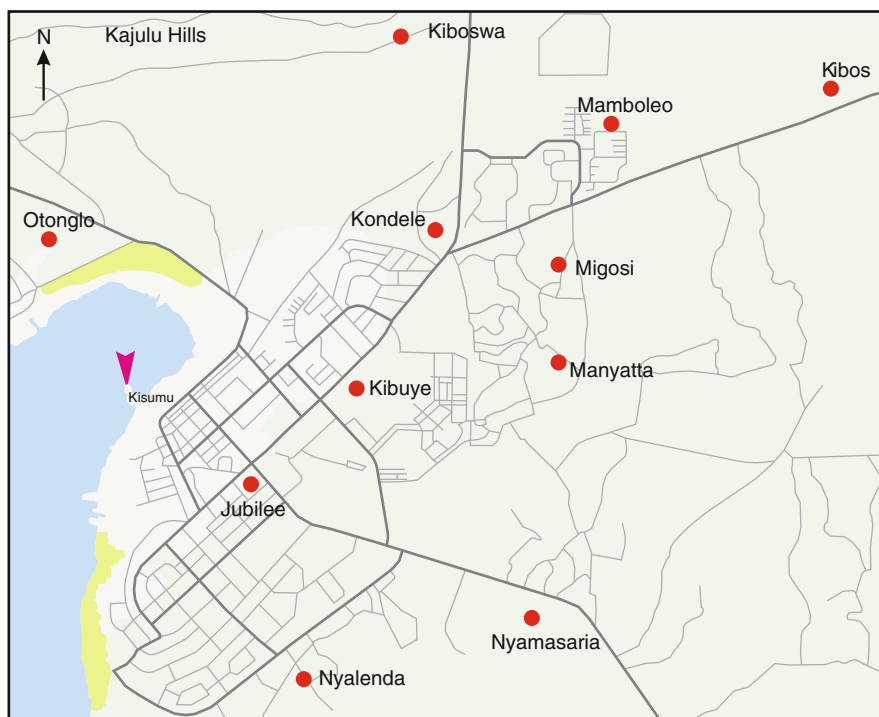 Kajulu Hills
Kiboswa
N
Kibos
Mamboleo
Otonglo
Kondele
Migosi
Manyatta
Kibuye
Kisumu
Jubilee
Nyamasaria
Nyalenda